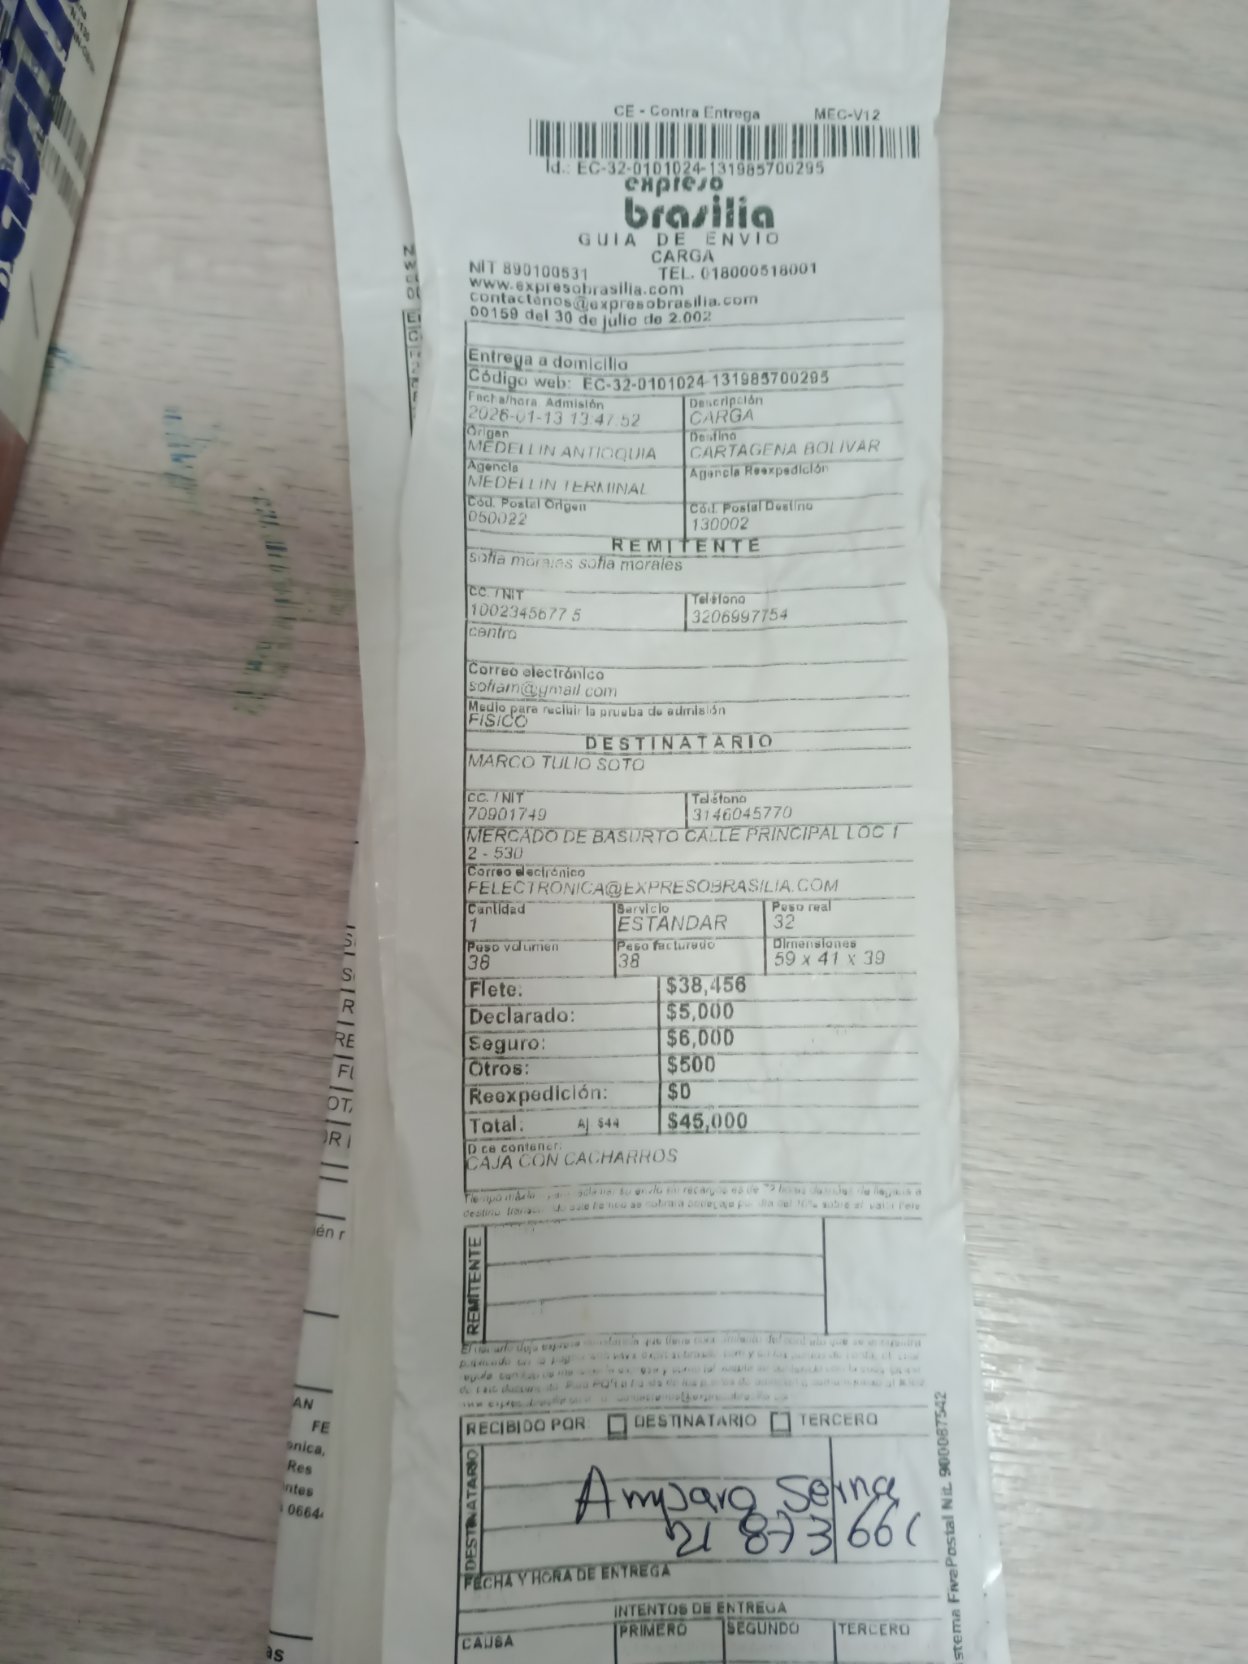 CE - Contra Entrega MEC-V12
Id.: EC-32-0101024-131985700295
expreso
brasilia
GUIA DE ENVIO
CARGA
NIT 890100531 TEL. 018000518001
www.expresobrasilia.com
contactenos@expresobrasilia.com
00159 del 30 de julio de 2.002
Entrega a domicilio
Código web: EC-32-0101024-131985700295
Fecha/hora Admisión Descripción
2026-01-13 13:47:52 CARGA
Origen Destino
MEDELLIN ANTIOQUIA CARTAGENA BOLIVAR
Agencia Agencia Reexpedición
MEDELLIN TERMINAL
Cód. Postal Origen Cód. Postal Destino
050022 130002
REMITENTE
sofia morales sofia morales
CC. / NIT Teléfono
1002345677 5 3206997754
centro
Correo electrónico
sofiam@gmail com
Medio para recibir la prueba de admisión
FISICO
DESTINATARIO
MARCO TULIO SOTO
CC. / NIT Teléfono
70901749 3146045770
MERCADO DE BASURTO CALLE PRINCIPAL LOC 1
2 - 530
Correo electrónico
FELECTRONICA@EXPRESOBRASILIA.COM
Cantidad Servicio Peso real
1 ESTANDAR 32
Peso volumen Peso facturado Dimensiones
38 38 59 x 41 x 39
Flete: $38,456
Declarado: $5,000
Seguro: $6,000
Otros: $500
Reexpedición: $0
Total: Aj $44 $45,000
Dice contener:
CAJA CON CACHARROS
REMITENTE
RECIBIDO POR: DESTINATARIO TERCERO
DESTINATARIO
Amparo Serna
21 873 66
FECHA Y HORA DE ENTREGA
INTENTOS DE ENTREGA
CAUSA PRIMERO SEGUNDO TERCERO
stema FivePostal Nit. 900087542